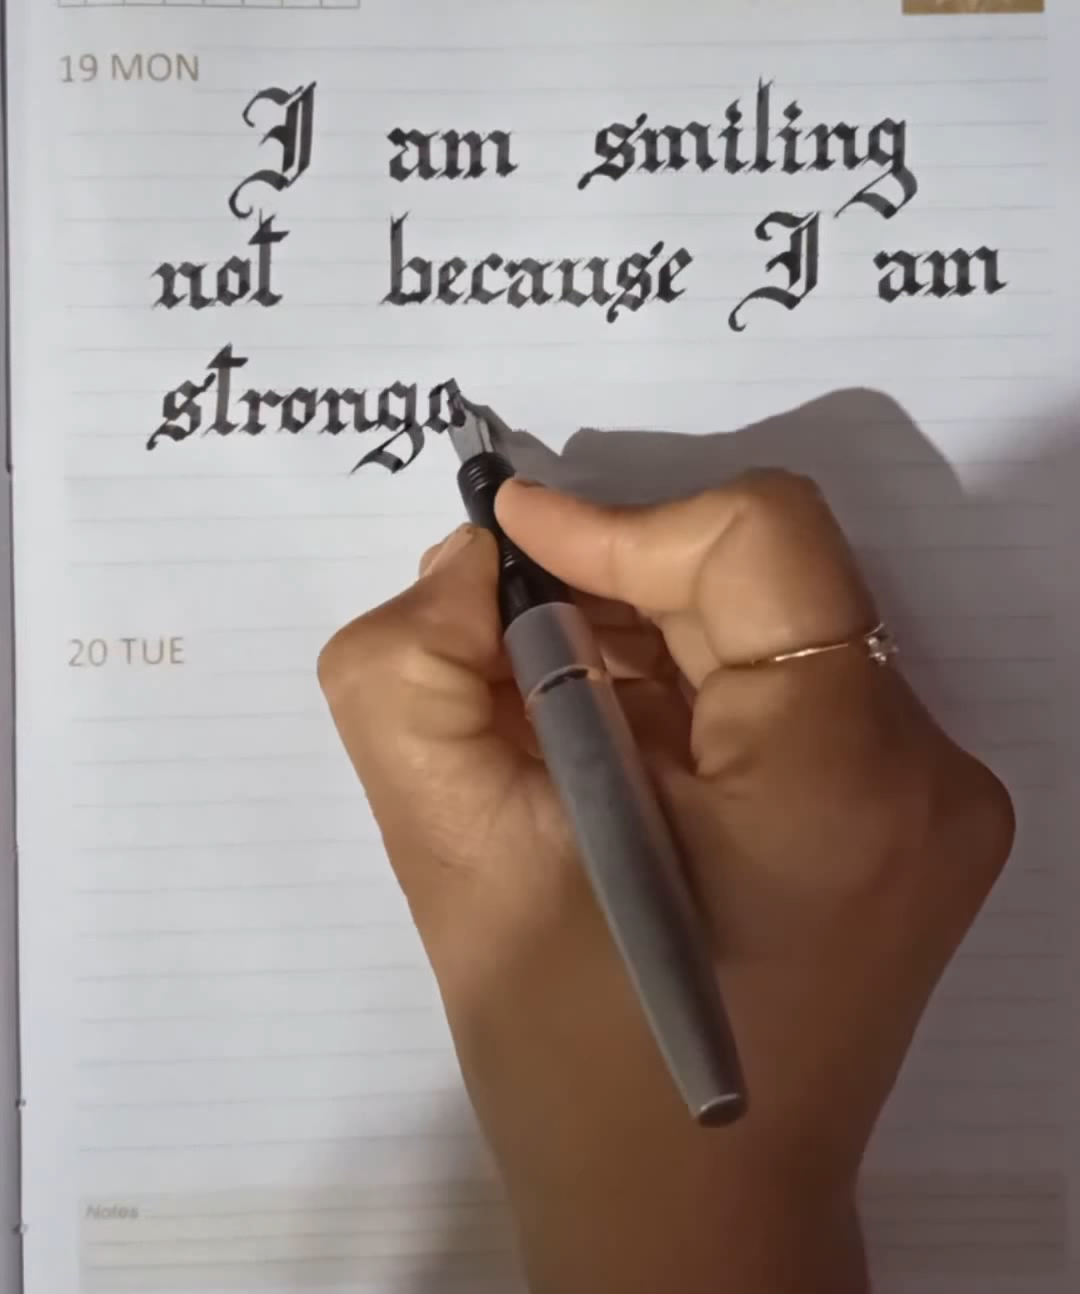 19 MON
I am smiling
not because I am
strong
20 TUE
Notes